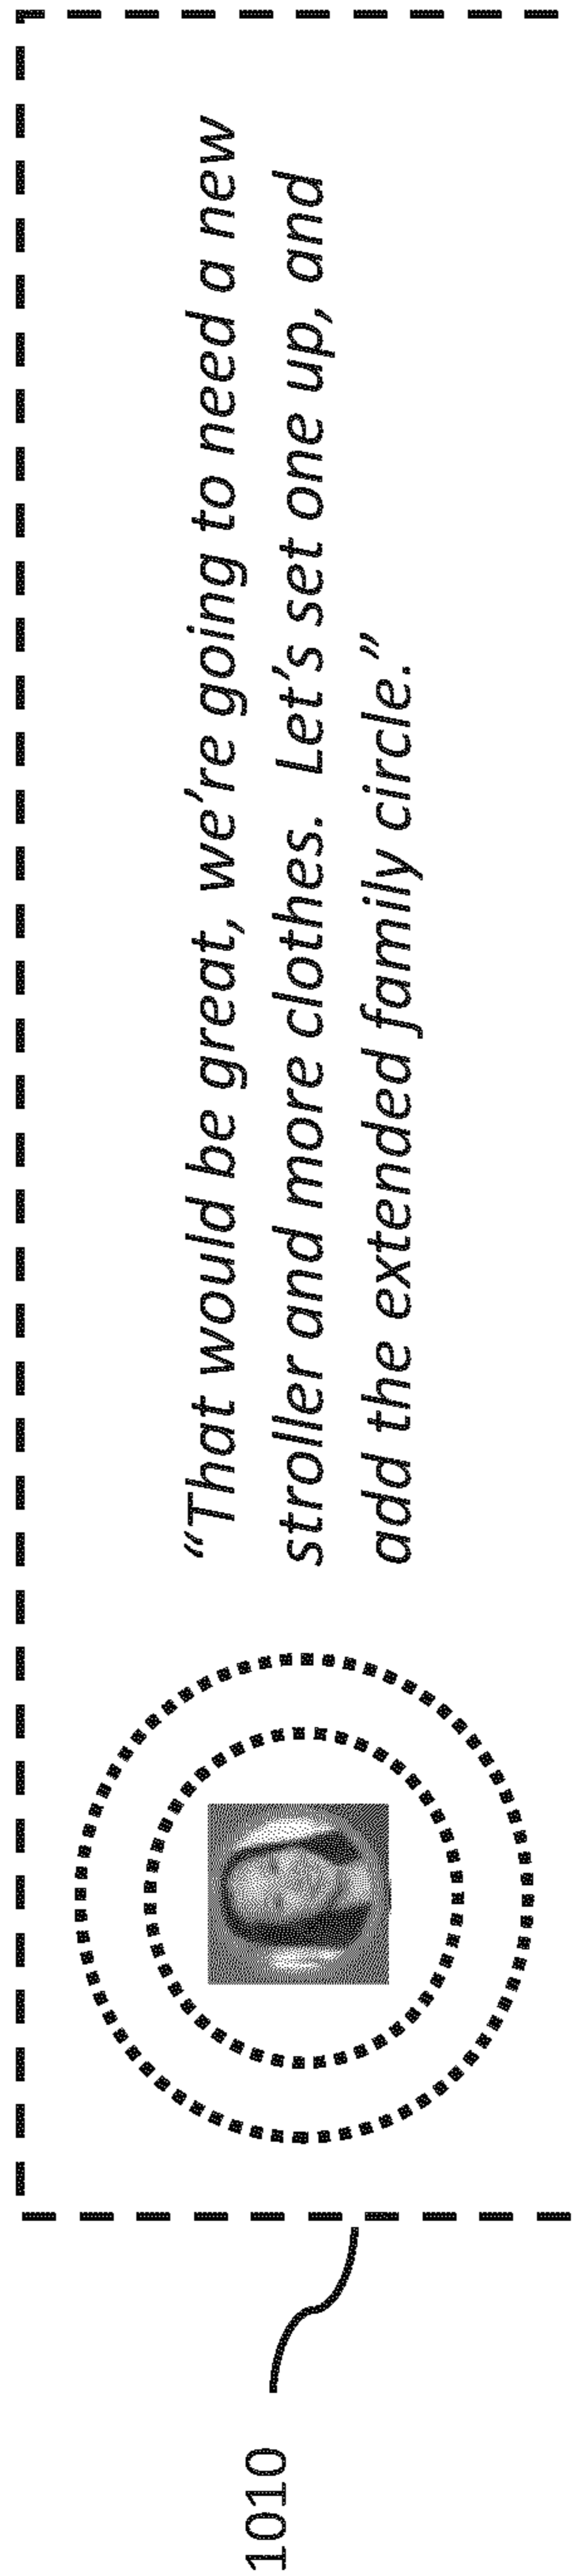 1010
“That would be great, we’re going to need a new
stroller and more clothes.  Let’s set one up, and
add the extended family circle.”